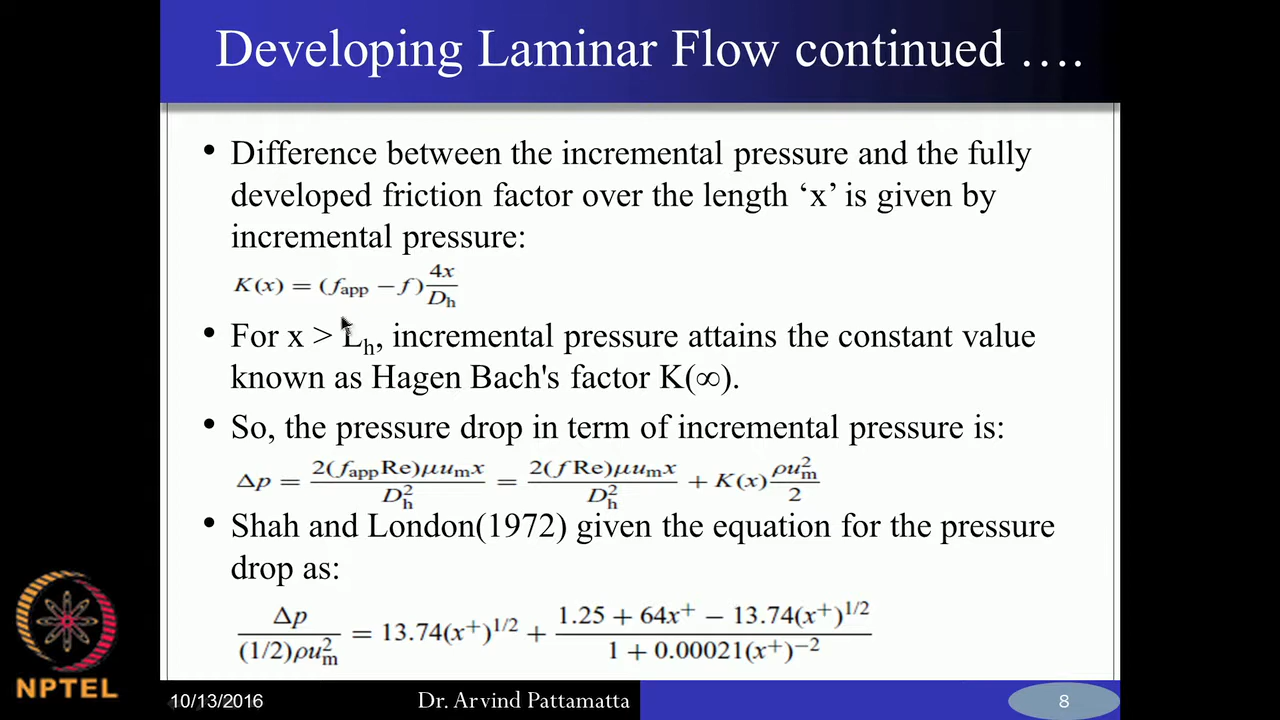 Developing Laminar Flow continued ….
• Difference between the incremental pressure and the fully
developed friction factor over the length ‘x’ is given by
incremental pressure:
K(x) = (f_app − f) 4x/D_h
• For x > L_h, incremental pressure attains the constant value
known as Hagen Bach's factor K(∞).
• So, the pressure drop in term of incremental pressure is:
Δp = 2(f_app Re)μu_m x / D_h^2 = 2(f Re)μu_m x / D_h^2 + K(x) ρu_m^2 / 2
• Shah and London(1972) given the equation for the pressure
drop as:
Δp / (1/2)ρu_m^2 = 13.74(x^+)^1/2 + (1.25 + 64x^+ − 13.74(x^+)^1/2) / (1 + 0.00021(x^+)^−2)
NPTEL
10/13/2016 Dr. Arvind Pattamatta 8